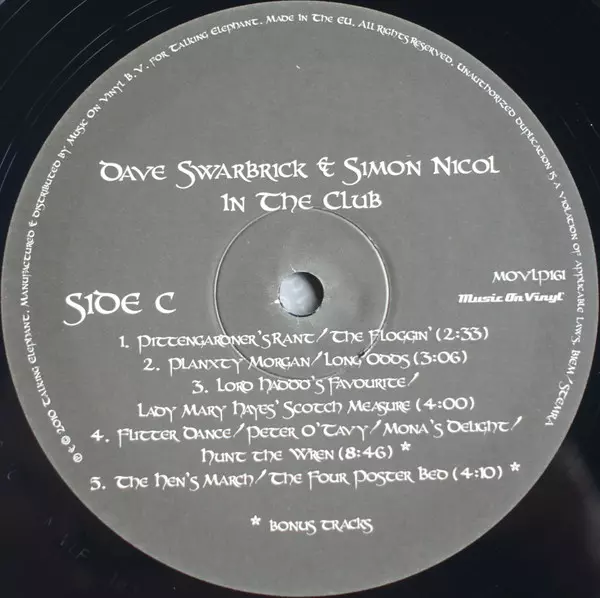 ℗ © 2010 Talking Elephant. Manufactured & Distributed by Music On Vinyl B.V. for Talking Elephant. Made in The EU. All Rights Reserved. Unauthorized duplication is a violation of applicable laws. Biem/Stemra
Dave Swarbrick & Simon Nicol
In The Club
MOVLP161
Music On Vinyl
Side C
1. Pittengardner's Rant/ The Floggin' (2:33)
2. Planxty Morgan/ Long Odds (3:06)
3. Lord Haddo's Favourite/
Lady Mary Hayes' Scotch Measure (4:00)
4. Flitter Dance/ Peter O'Tavy/ Mona's Delight/
Hunt the Wren (8:46) *
5. The Hen's March/ The Four Poster Bed (4:10) *
* bonus tracks